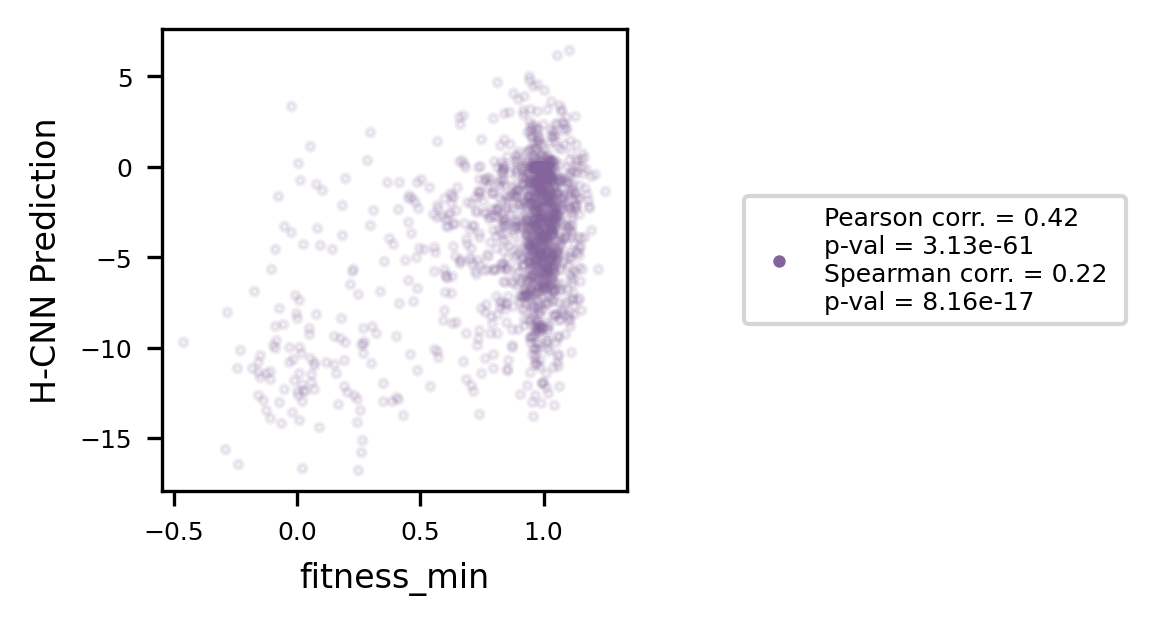 5
0
−5
−10
−15
H-CNN Prediction
−0.5
0.0
0.5
1.0
fitness_min
Pearson corr. = 0.42
p-val = 3.13e-61
Spearman corr. = 0.22
p-val = 8.16e-17